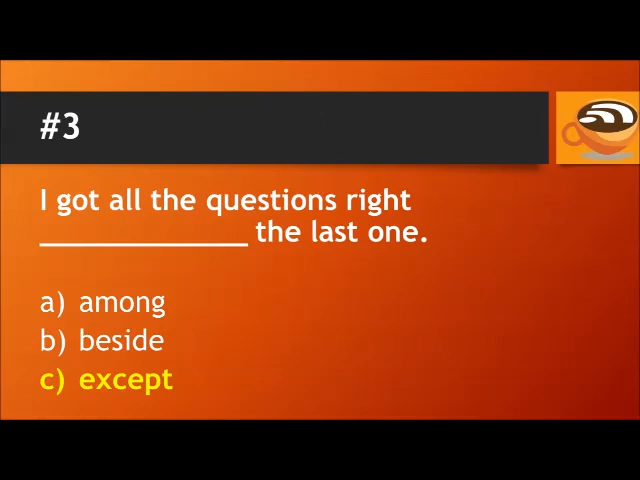 #3
I got all the questions right
______________ the last one.
a) among
b) beside
c) except